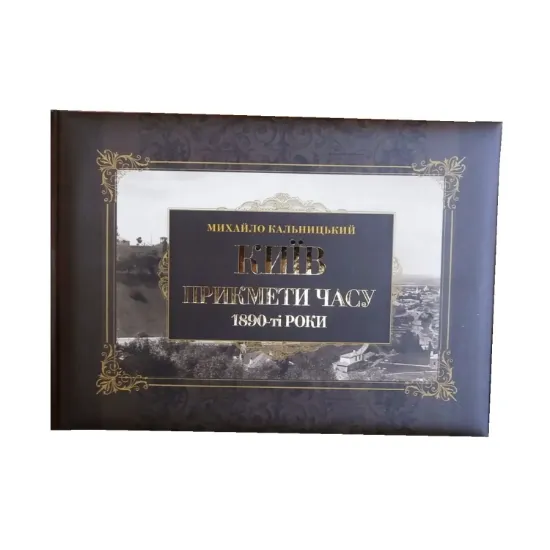 МИХАЙЛО КАЛЬНИЦЬКИЙ
КИЇВ
ПРИКМЕТИ ЧАСУ
1890-ті РОКИ